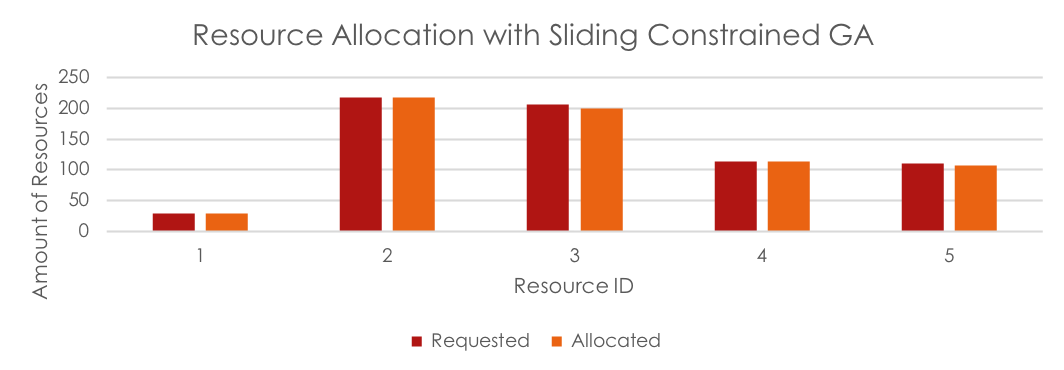 Resource Allocation with Sliding Constrained GA
Amount of Resources
250
200
150
100
50
0
1 2 3 4 5
Resource ID
Requested Allocated